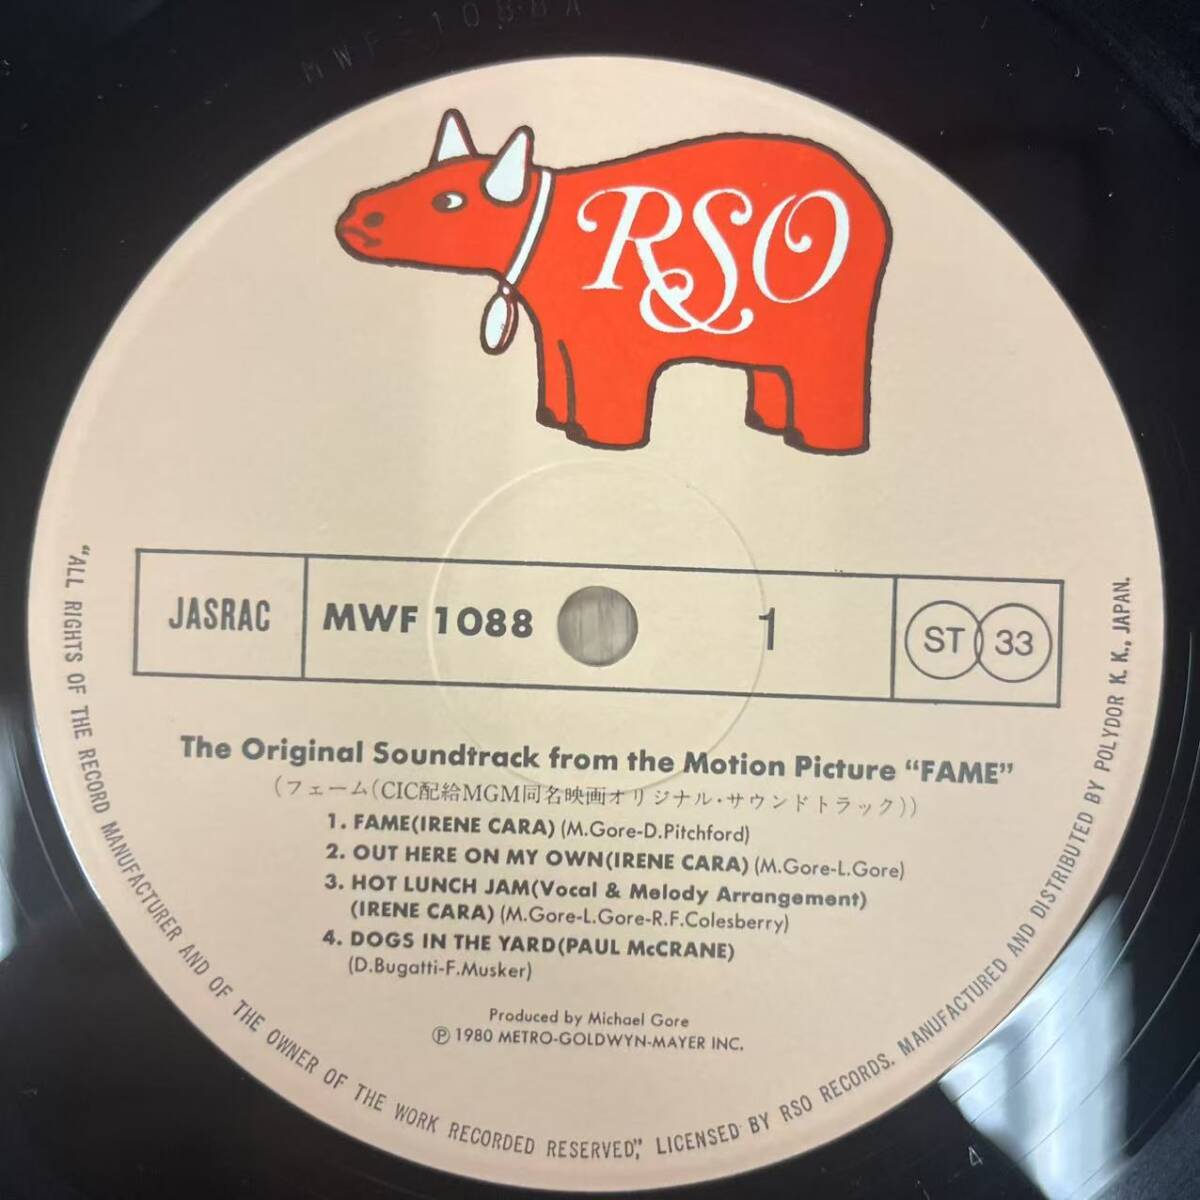 MWF-1088A
RSO
JASRAC
MWF 1088
1
ST 33
The Original Soundtrack from the Motion Picture “FAME”
(フェーム(CIC配給MGM同名映画オリジナル・サウンドトラック))
1. FAME(IRENE CARA) (M.Gore-D.Pitchford)
2. OUT HERE ON MY OWN(IRENE CARA) (M.Gore-L.Gore)
3. HOT LUNCH JAM(Vocal & Melody Arrangement)
(IRENE CARA) (M.Gore-L.Gore-R.F.Colesberry)
4. DOGS IN THE YARD(PAUL McCRANE)
(D.Bugatti-F.Musker)
Produced by Michael Gore
Ⓟ 1980 METRO-GOLDWYN-MAYER INC.
“ALL RIGHTS OF THE RECORD MANUFACTURER AND OF THE OWNER OF THE WORK RECORDED RESERVED”, LICENSED BY RSO RECORDS. MANUFACTURED AND DISTRIBUTED BY POLYDOR K.K., JAPAN.
4